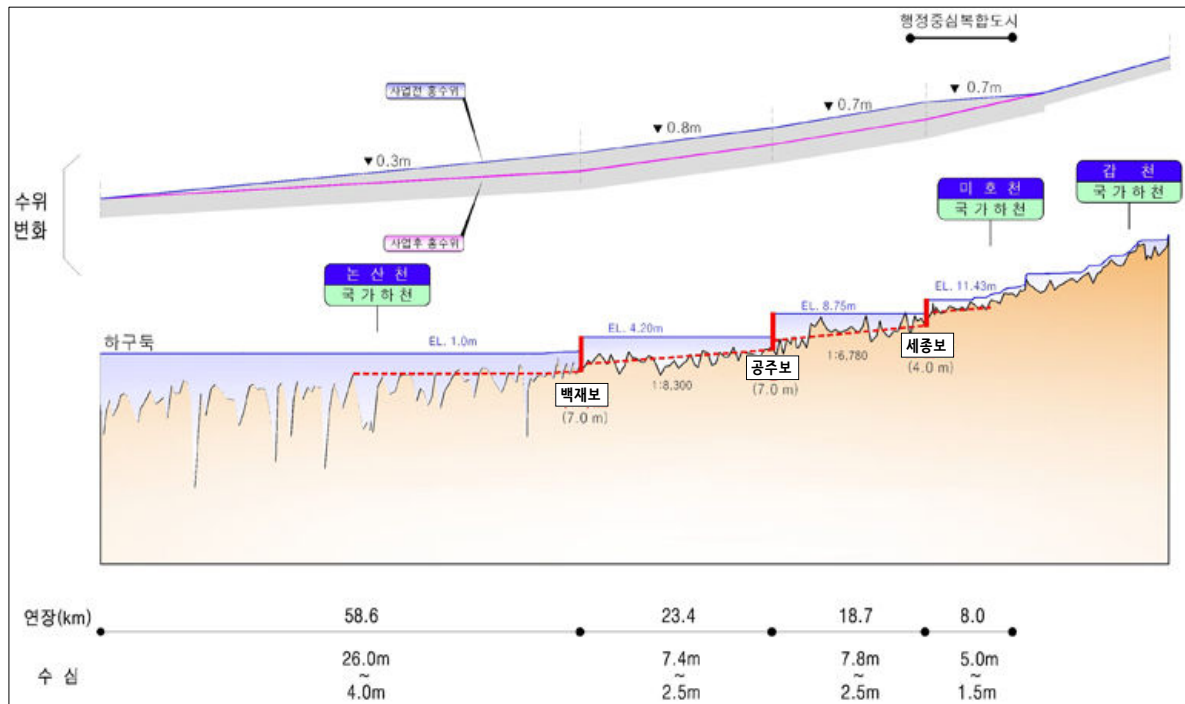 행정중심복합도시
사업전 홍수위
▼0.3m
▼0.8m
▼0.7m
▼0.7m
수위
변화
사업후 홍수위
논 산 천
국가하천
미 호 천
국가하천
갑 천
국가하천
하구둑
EL. 1.0m
EL. 4.20m
EL. 8.75m
EL. 11.43m
1:8,300
1:6,780
백재보
(7.0 m)
공주보
(7.0 m)
세종보
(4.0 m)
연장(km) 58.6 23.4 18.7 8.0
수 심
26.0m ~ 4.0m
7.4m ~ 2.5m
7.8m ~ 2.5m
5.0m ~ 1.5m